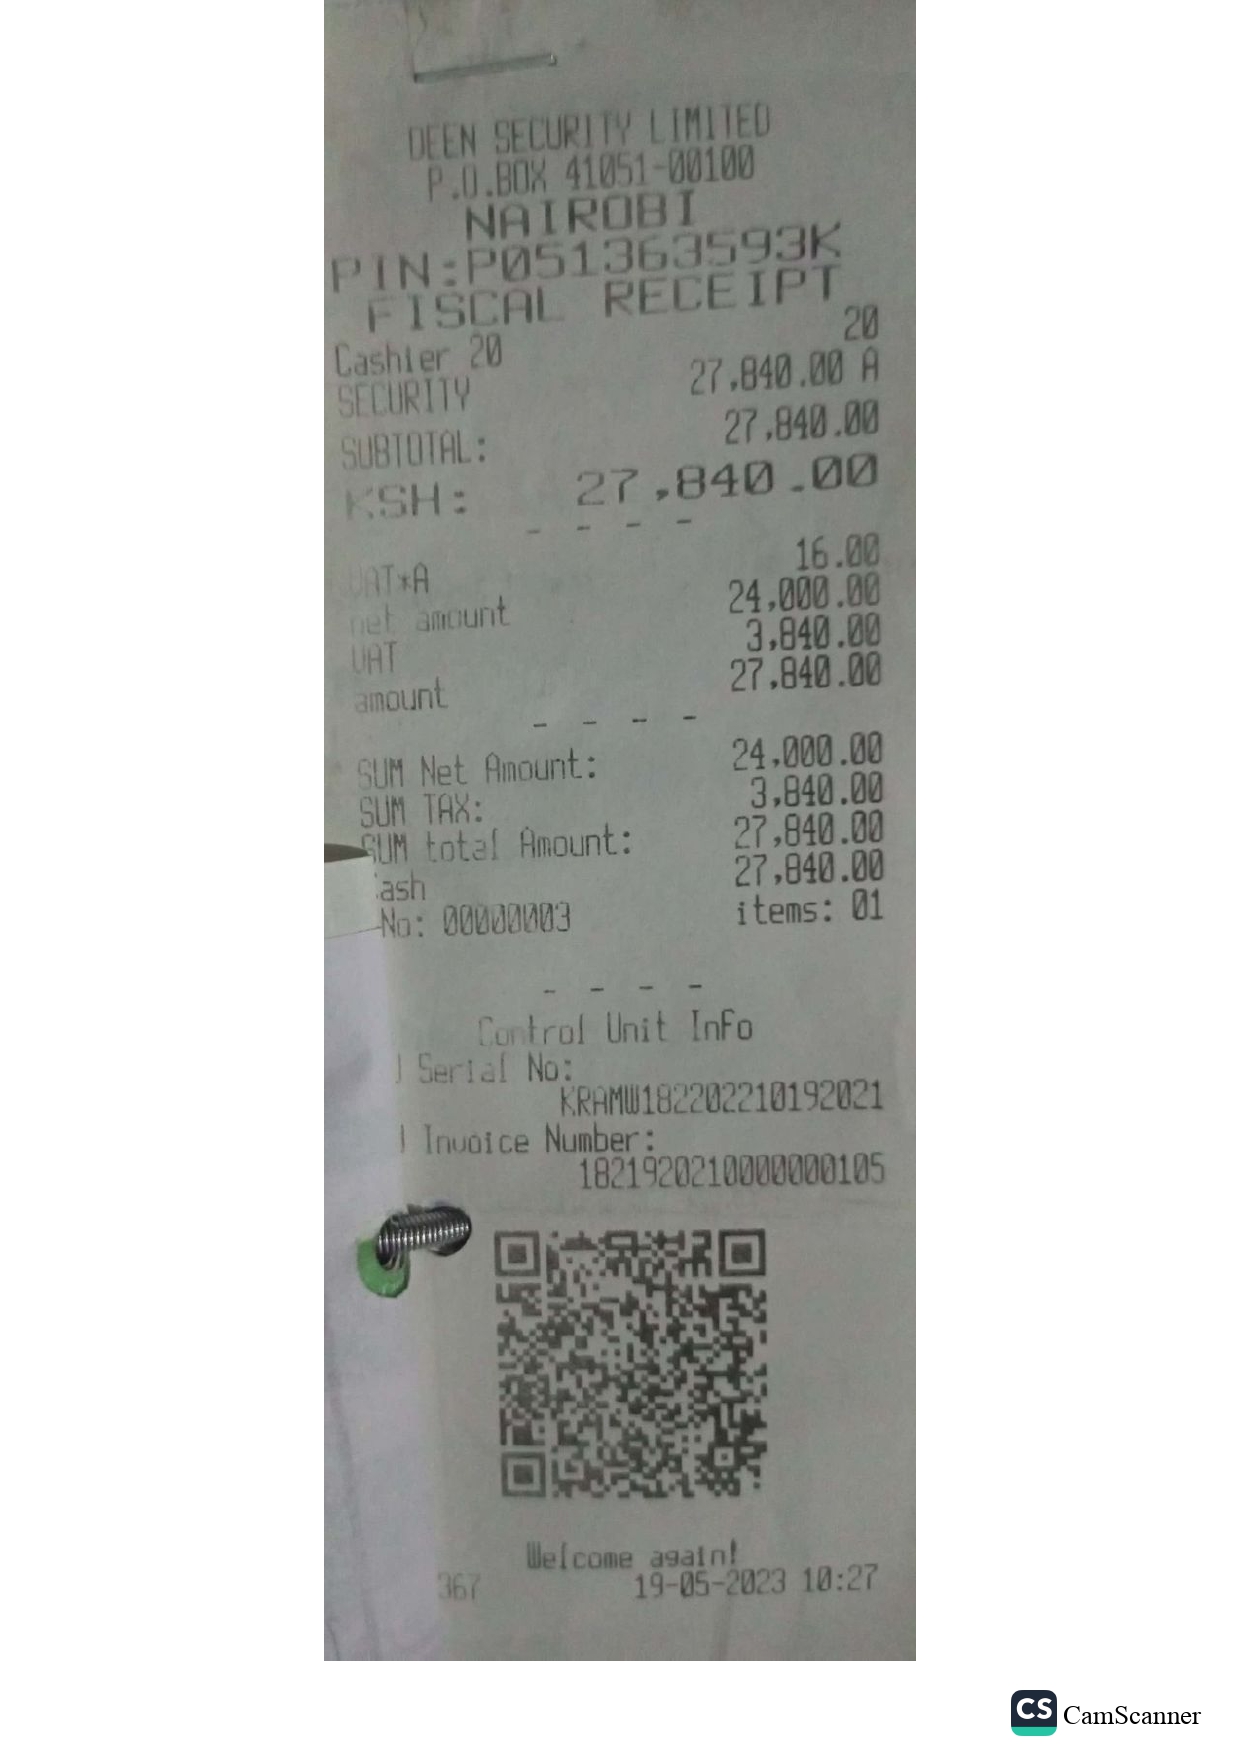 DEEN SECURITY LIMITED
P.O.BOX 41051-00100
NAIROBI
PIN:P051363593K
FISCAL RECEIPT
Cashier 20 20
SECURITY 27,840.00 A
SUBTOTAL: 27,840.00
KSH: 27,840.00
- - - -
VAT*A 16.00
net amount 24,000.00
VAT 3,840.00
amount 27,840.00
- - - -
SUM Net Amount: 24,000.00
SUM TAX: 3,840.00
SUM total Amount: 27,840.00
ash 27,840.00
No: 00000003 items: 01
- - - -
Control Unit Info
Serial No:
KRAMW182202210192021
Invoice Number:
1821920210000000105
Welcome again!
367 19-05-2023 10:27
CS CamScanner